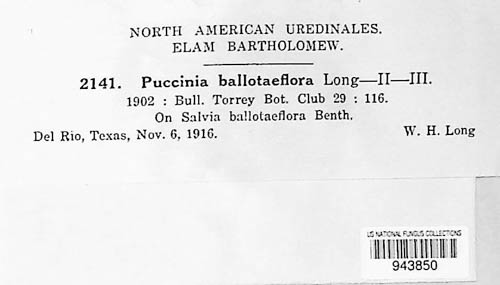 NORTH AMERICAN UREDINALES.
ELAM BARTHOLOMEW.
2141. Puccinia ballotaeflora Long—II—III.
1902 : Bull. Torrey Bot. Club 29 : 116.
On Salvia ballotaeflora Benth.
Del Rio, Texas, Nov. 6, 1916. W. H. Long
US NATIONAL FUNGUS COLLECTIONS
943850